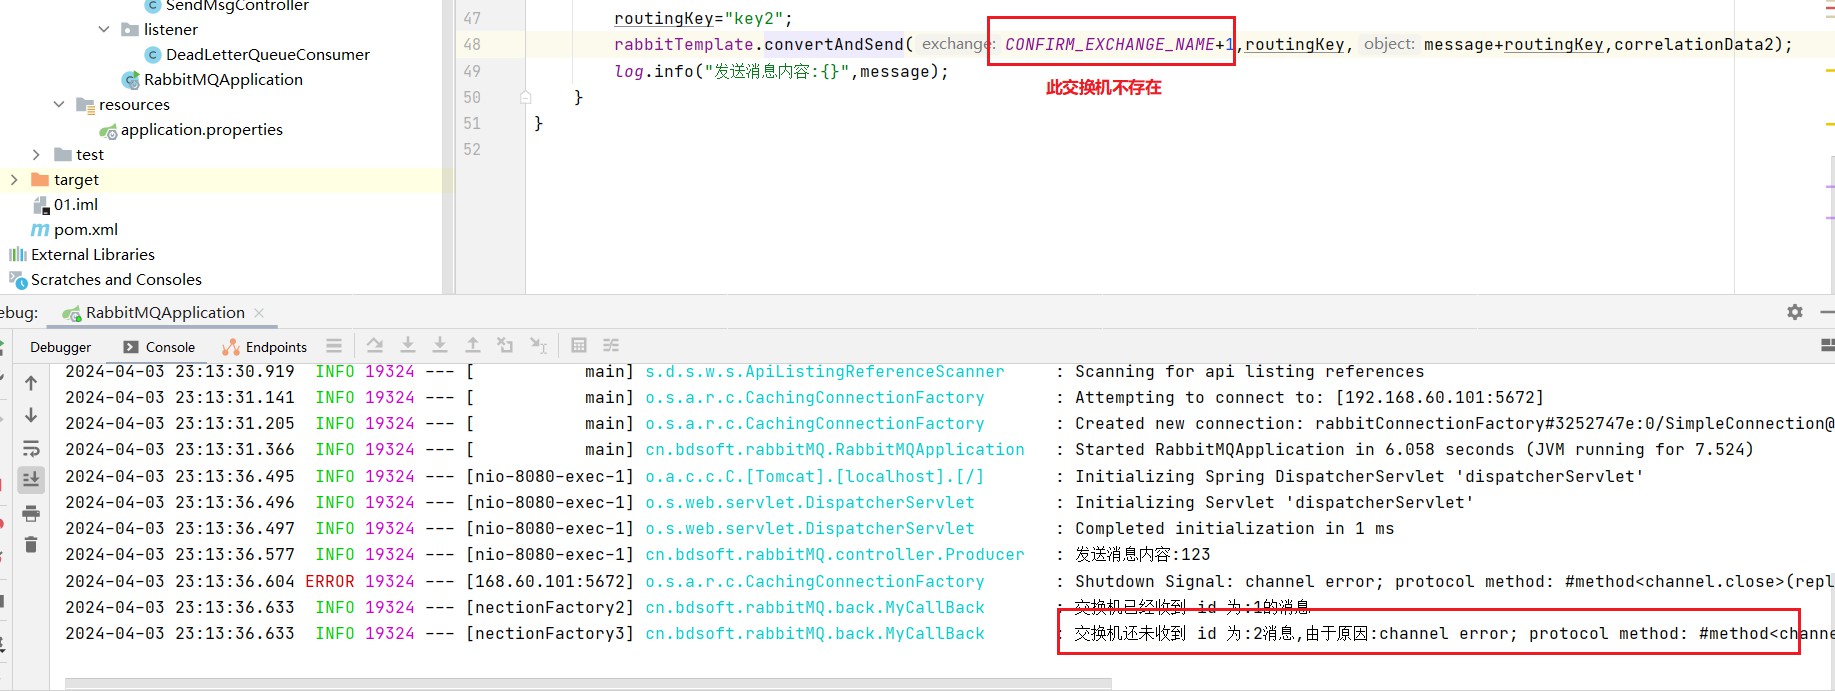 SendMsgController
listener
DeadLetterQueueConsumer
RabbitMQApplication
resources
application.properties
test
target
01.iml
pom.xml
External Libraries
Scratches and Consoles
47 routingKey="key2";
48 rabbitTemplate.convertAndSend( exchange: CONFIRM_EXCHANGE_NAME+1,routingKey, object: message+routingKey,correlationData2);
49 log.info("发送消息内容:{}",message);
此交换机不存在
50 }
51 }
52
ebug: RabbitMQApplication
Debugger Console Endpoints
2024-04-03 23:13:30.919 INFO 19324 --- [ main] s.d.s.w.s.ApiListingReferenceScanner : Scanning for api listing references
2024-04-03 23:13:31.141 INFO 19324 --- [ main] o.s.a.r.c.CachingConnectionFactory : Attempting to connect to: [192.168.60.101:5672]
2024-04-03 23:13:31.205 INFO 19324 --- [ main] o.s.a.r.c.CachingConnectionFactory : Created new connection: rabbitConnectionFactory#3252747e:0/SimpleConnection@
2024-04-03 23:13:31.366 INFO 19324 --- [ main] cn.bdsoft.rabbitMQ.RabbitMQApplication : Started RabbitMQApplication in 6.058 seconds (JVM running for 7.524)
2024-04-03 23:13:36.495 INFO 19324 --- [nio-8080-exec-1] o.a.c.c.C.[Tomcat].[localhost].[/] : Initializing Spring DispatcherServlet 'dispatcherServlet'
2024-04-03 23:13:36.496 INFO 19324 --- [nio-8080-exec-1] o.s.web.servlet.DispatcherServlet : Initializing Servlet 'dispatcherServlet'
2024-04-03 23:13:36.497 INFO 19324 --- [nio-8080-exec-1] o.s.web.servlet.DispatcherServlet : Completed initialization in 1 ms
2024-04-03 23:13:36.577 INFO 19324 --- [nio-8080-exec-1] cn.bdsoft.rabbitMQ.controller.Producer : 发送消息内容:123
2024-04-03 23:13:36.604 ERROR 19324 --- [168.60.101:5672] o.s.a.r.c.CachingConnectionFactory : Shutdown Signal: channel error; protocol method: #method<channel.close>(repl
2024-04-03 23:13:36.633 INFO 19324 --- [nectionFactory2] cn.bdsoft.rabbitMQ.back.MyCallBack : 交换机已经收到 id 为:1的消息
2024-04-03 23:13:36.633 INFO 19324 --- [nectionFactory3] cn.bdsoft.rabbitMQ.back.MyCallBack : 交换机还未收到 id 为:2消息,由于原因:channel error; protocol method: #method<channe